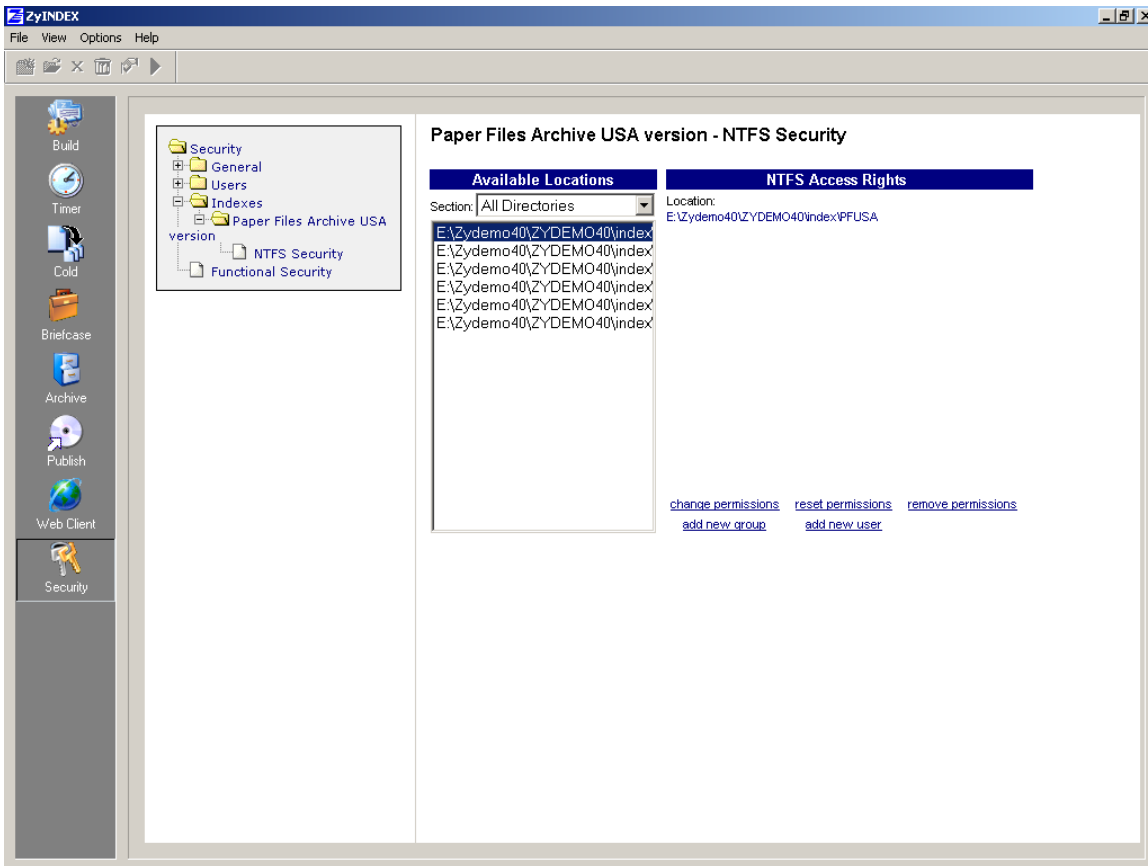 ZyINDEX
File View Options Help
Build
Timer
Cold
Briefcase
Archive
Publish
Web Client
Security
Security
General
Users
Indexes
Paper Files Archive USA
version
NTFS Security
Functional Security
Paper Files Archive USA version - NTFS Security
Available Locations
Section: All Directories
E:\Zydemo40\ZYDEMO40\index\
E:\Zydemo40\ZYDEMO40\index\
E:\Zydemo40\ZYDEMO40\index\
E:\Zydemo40\ZYDEMO40\index\
E:\Zydemo40\ZYDEMO40\index\
E:\Zydemo40\ZYDEMO40\index\
NTFS Access Rights
Location:
E:\Zydemo40\ZYDEMO40\index\PFUSA
change permissions reset permissions remove permissions
add new group add new user